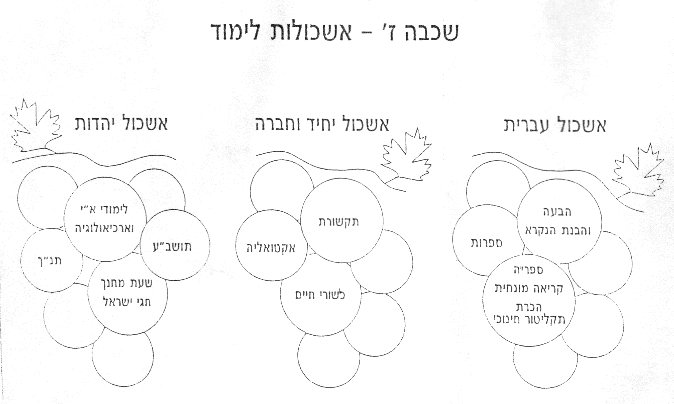 שכבה ז' - אשכולות לימוד
אשכול עברית
הבעה
והבנת הנקרא
ספרות
ספריה
קריאה מונחית
הכרת
תקליטור חינוכי
אשכול יחיד וחברה
תקשורת
אקטואליה
כשורי חיים
אשכול יהדות
לימודי א"י
וארכיאולוגיה
תושב"ע
תנ"ך
שעת מחנך
חגי ישראל